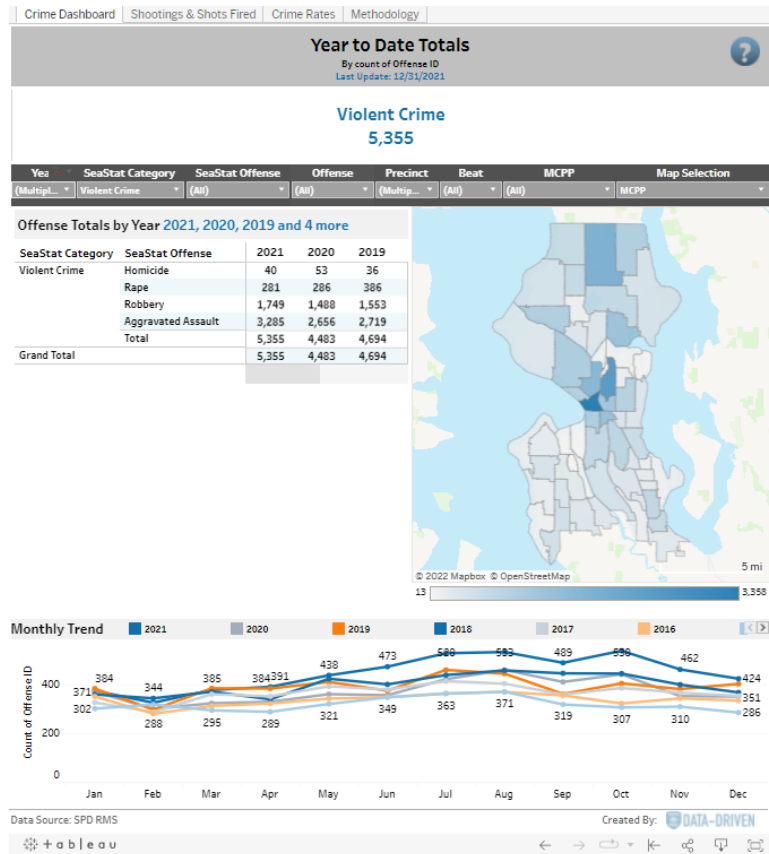 Crime Dashboard Shootings & Shots Fired Crime Rates Methodology
Year to Date Totals
?
By count of Offense ID
Last Update: 12/31/2021
Violent Crime
5,355
Yea SeaStat Category SeaStat Offense Offense Precinct Beat MCPP Map Selection
(Multipl... Violent Crime (All) (All) (Multip... (All) (All) MCPP
Offense Totals by Year 2021, 2020, 2019 and 4 more
SeaStat Category SeaStat Offense 2021 2020 2019
Violent Crime Homicide 40 53 36
Rape 281 286 386
Robbery 1,749 1,488 1,553
Aggravated Assault 3,285 2,656 2,719
Total 5,355 4,483 4,694
Grand Total 5,355 4,483 4,694
5 mi
© 2022 Mapbox © OpenStreetMap
13 3,358
Monthly Trend 2021 2020 2019 2018 2017 2016
473 489 462
438
384 385 384 391 424
371 344 351
302 288 295 289 321 349 363 371 319 307 310 286
Count of Offense ID
400
200
0
Jan Feb Mar Apr May Jun Jul Aug Sep Oct Nov Dec
Data Source: SPD RMS Created By: DATA-DRIVEN
+ a b l e a u